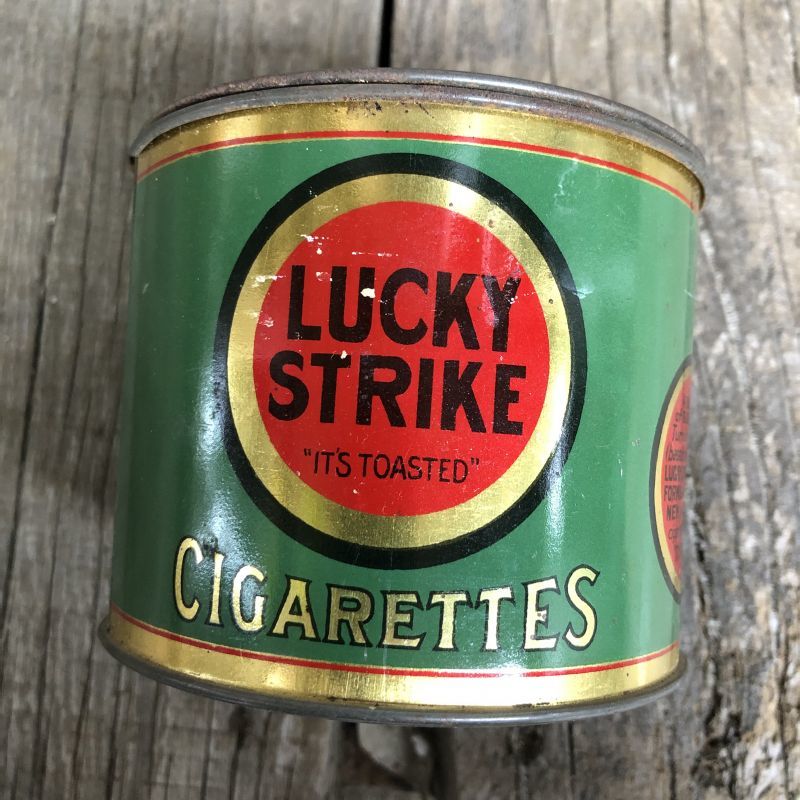 LUCKY
STRIKE
"IT'S TOASTED"
CIGARETTES